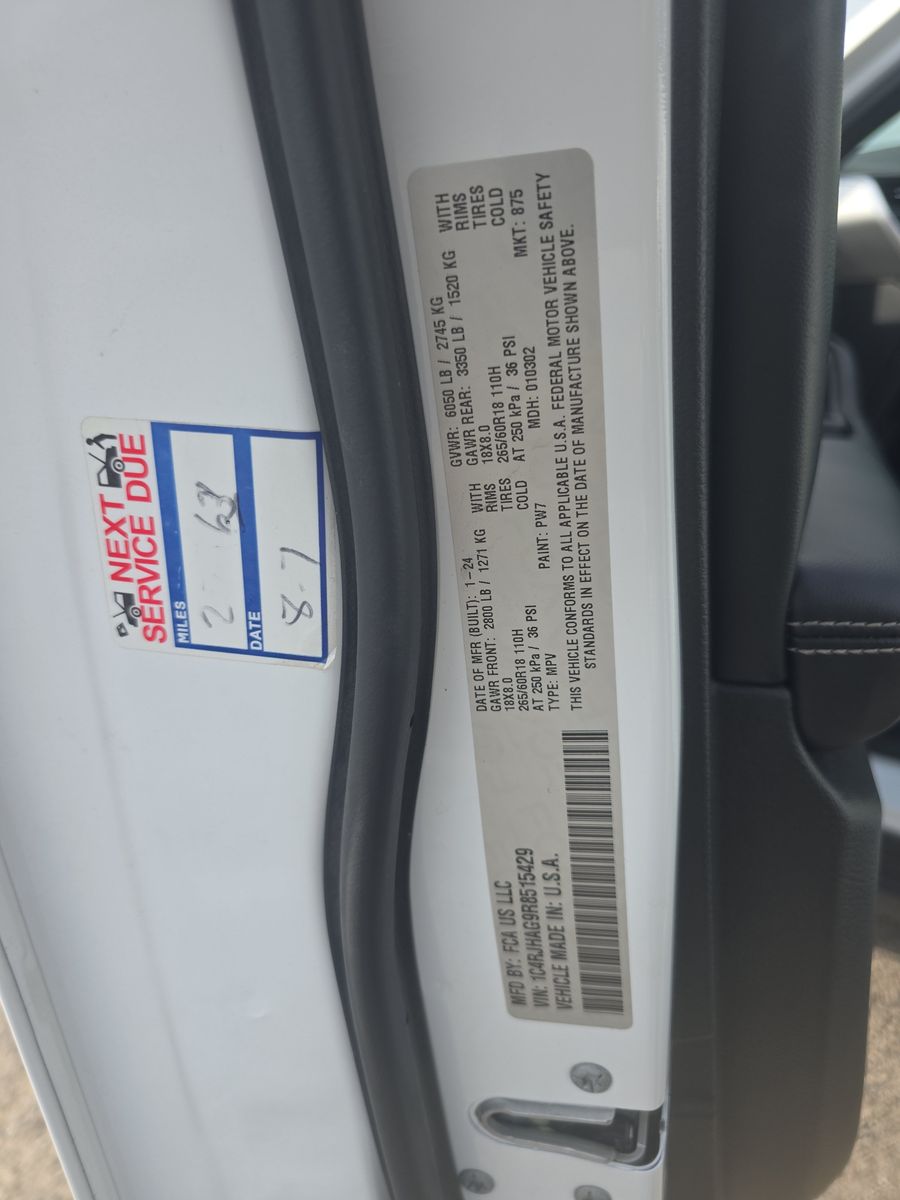 NEXT
SERVICE DUE
MILES
DATE
8-7
DATE OF MFR (BUILT): 1-24 GVWR: 6050 LB / 2745 KG
GAWR FRONT: 2800 LB / 1271 KG WITH GAWR REAR: 3350 LB / 1520 KG WITH
18X8.0 RIMS 18X8.0 RIMS
265/60R18 110H TIRES 265/60R18 110H TIRES
AT 250 kPa / 36 PSI COLD AT 250 kPa / 36 PSI COLD
TYPE: MPV PAINT: PW7 MDH: 010302 MKT: 875
THIS VEHICLE CONFORMS TO ALL APPLICABLE U.S.A. FEDERAL MOTOR VEHICLE SAFETY
STANDARDS IN EFFECT ON THE DATE OF MANUFACTURE SHOWN ABOVE.
MFD BY: FCA US LLC
VIN: 1C4RJHAG9R8515429
VEHICLE MADE IN: U.S.A.